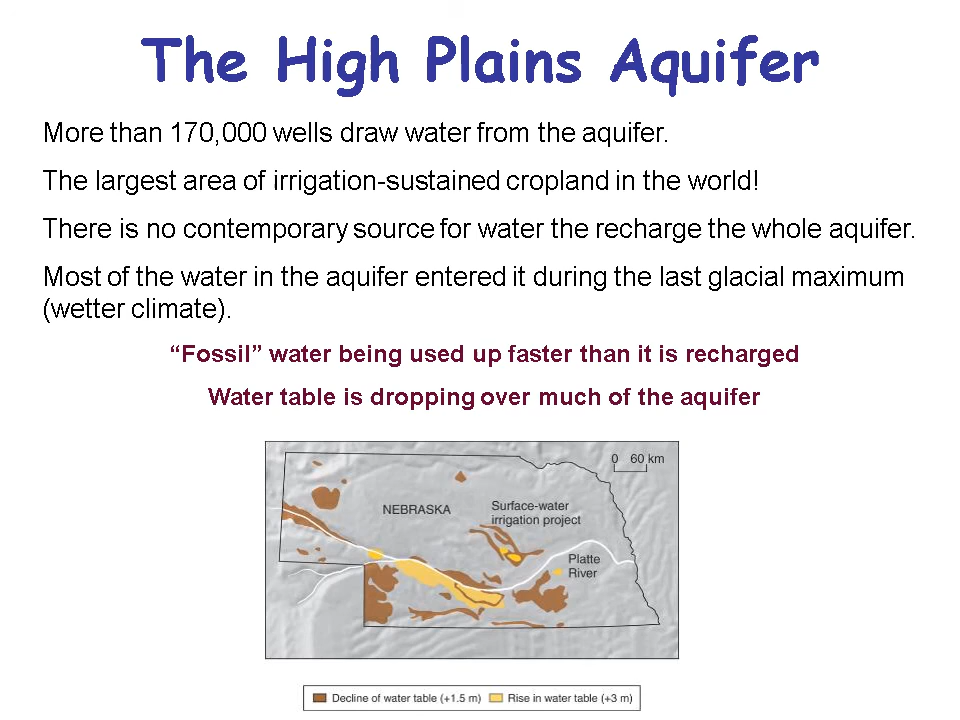 The High Plains Aquifer
More than 170,000 wells draw water from the aquifer.
The largest area of irrigation-sustained cropland in the world!
There is no contemporary source for water the recharge the whole aquifer.
Most of the water in the aquifer entered it during the last glacial maximum
(wetter climate).
“Fossil” water being used up faster than it is recharged
Water table is dropping over much of the aquifer
0 60 km
NEBRASKA
Surface-water
irrigation project
Platte
River
Decline of water table (+1.5 m) Rise in water table (+3 m)